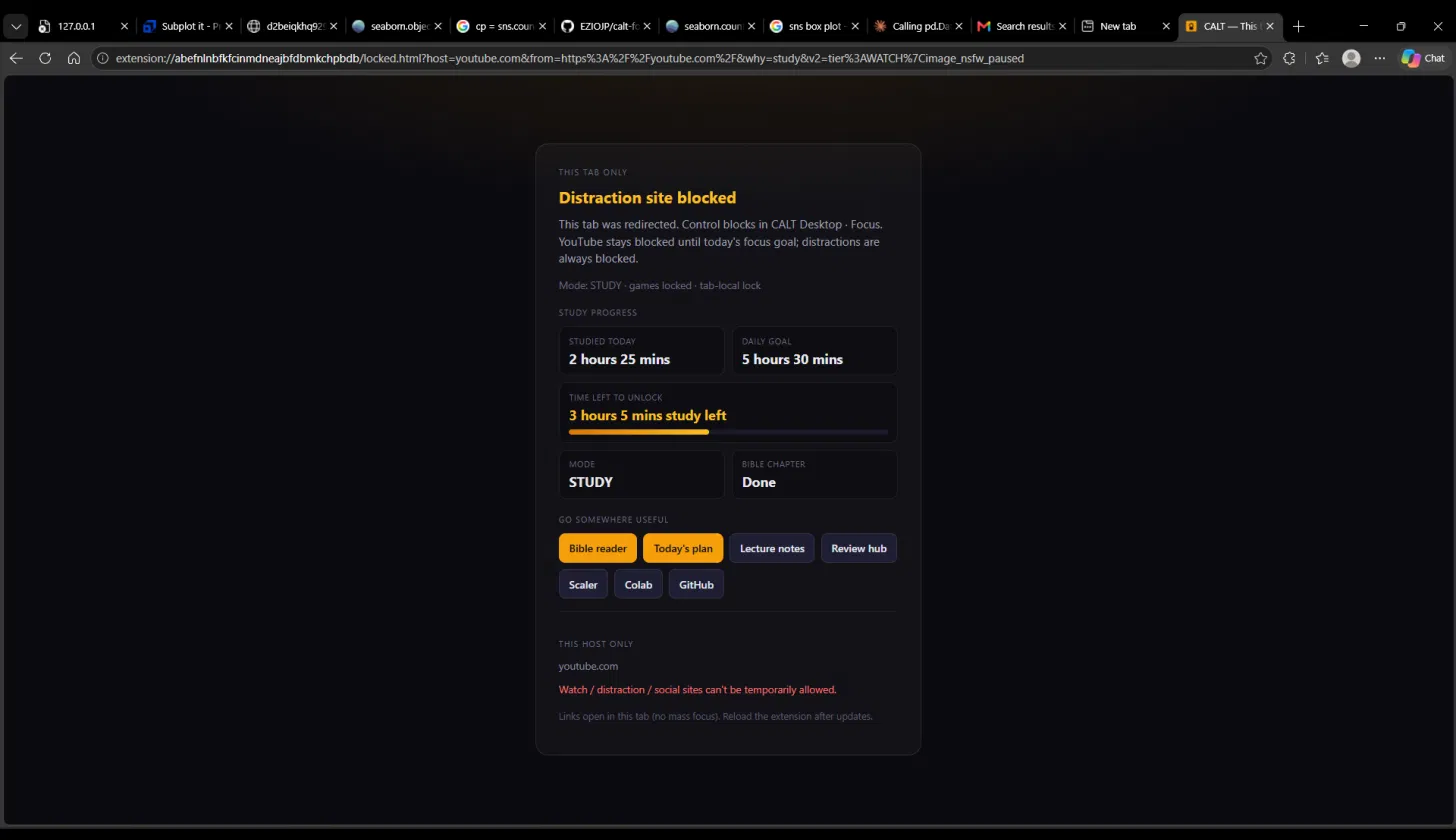 127.0.0.1
Subplot it - Pr
d2beiqkhq929
seaborn.objec
cp = sns.coun
EZIOJP/calt-fo
seaborn.coun
sns box plot -
Calling pd.Da
Search results
New tab
CALT — This
extension://abefnlnbfkfcinmdneajbfdbmkchpbdb/locked.html?host=youtube.com&from=https%3A%2F%2Fyoutube.com%2F&why=study&v2=tier%3AWATCH%7Cimage_nsfw_paused
Chat
THIS TAB ONLY
Distraction site blocked
This tab was redirected. Control blocks in CALT Desktop · Focus.
YouTube stays blocked until today's focus goal; distractions are
always blocked.
Mode: STUDY · games locked · tab-local lock
STUDY PROGRESS
STUDIED TODAY
2 hours 25 mins
DAILY GOAL
5 hours 30 mins
TIME LEFT TO UNLOCK
3 hours 5 mins study left
MODE
STUDY
BIBLE CHAPTER
Done
GO SOMEWHERE USEFUL
Bible reader
Today's plan
Lecture notes
Review hub
Scaler
Colab
GitHub
THIS HOST ONLY
youtube.com
Watch / distraction / social sites can't be temporarily allowed.
Links open in this tab (no mass focus). Reload the extension after updates.